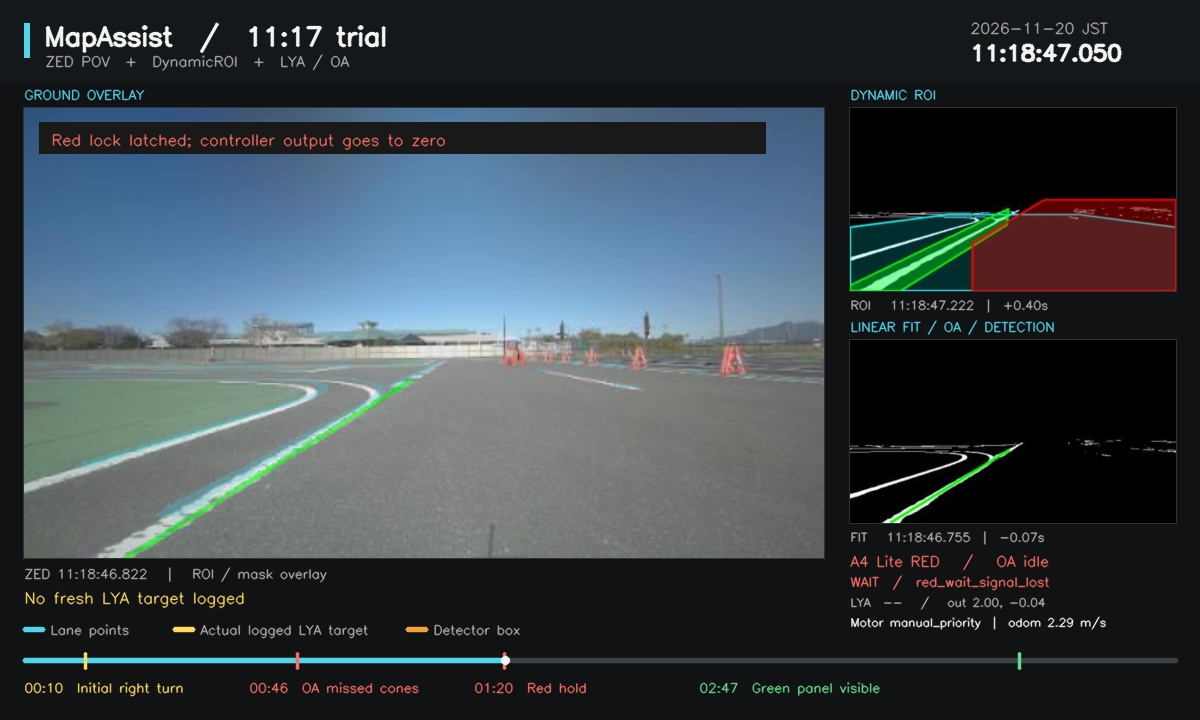 MapAssist / 11:17 trial
ZED POV + DynamicROI + LYA / OA
2026-11-20 JST
11:18:47.050
GROUND OVERLAY
Red lock latched; controller output goes to zero
ZED 11:18:46.822 | ROI / mask overlay
No fresh LYA target logged
Lane points
Actual logged LYA target
Detector box
DYNAMIC ROI
ROI 11:18:47.222 | +0.40s
LINEAR FIT / OA / DETECTION
FIT 11:18:46.755 | -0.07s
A4 Lite RED / OA idle
WAIT / red_wait_signal_lost
LYA -- / out 2.00, -0.04
Motor manual_priority | odom 2.29 m/s
00:10 Initial right turn
00:46 OA missed cones
01:20 Red hold
02:47 Green panel visible